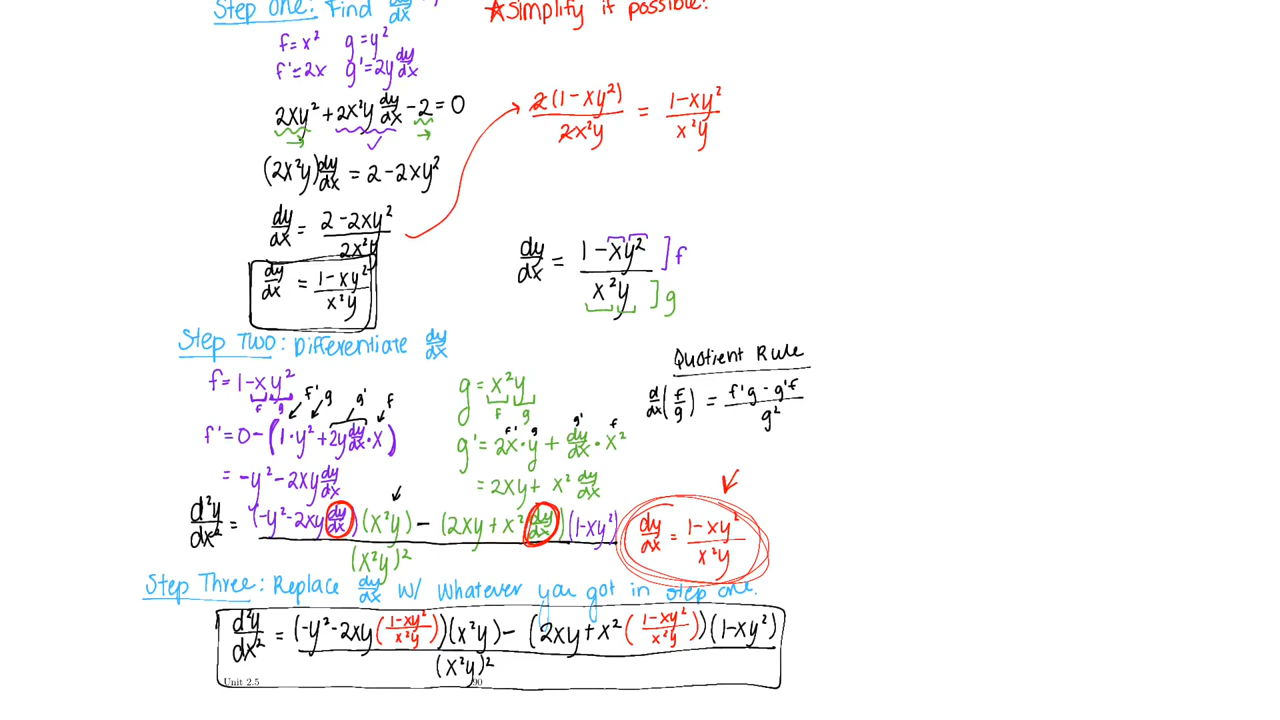 Step One: Find dy/dx
★Simplify if possible!
f=x² g=y²
f'=2x g'=2y dy/dx
2xy² + 2x²y dy/dx - 2 = 0
2(1-xy²)/2x²y = 1-xy²/x²y
(2x²y) dy/dx = 2-2xy²
dy/dx = 2-2xy²/2x²y
dy/dx = 1-xy²/x²y
dy/dx = 1-xy²/x²y ]f ]g
Step Two: Differentiate dy/dx
Quotient Rule
d/dx (f/g) = f'g - g'f/g²
f = 1-xy²
f g
f' g g' f
f' = 0-(1·y² + 2y dy/dx · x)
= -y² - 2xy dy/dx
g = x²y
f g
f' g g' f
g' = 2x·y + dy/dx · x²
= 2xy + x² dy/dx
d²y/dx² = (-y²-2xy dy/dx)(x²y) - (2xy + x² dy/dx)(1-xy²)/(x²y)²
dy/dx = 1-xy²/x²y
Step Three: Replace dy/dx w/ whatever you got in step one.
d²y/dx² = (-y²-2xy(1-xy²/x²y))(x²y) - (2xy + x²(1-xy²/x²y))(1-xy²)/(x²y)²
Unit 2.5